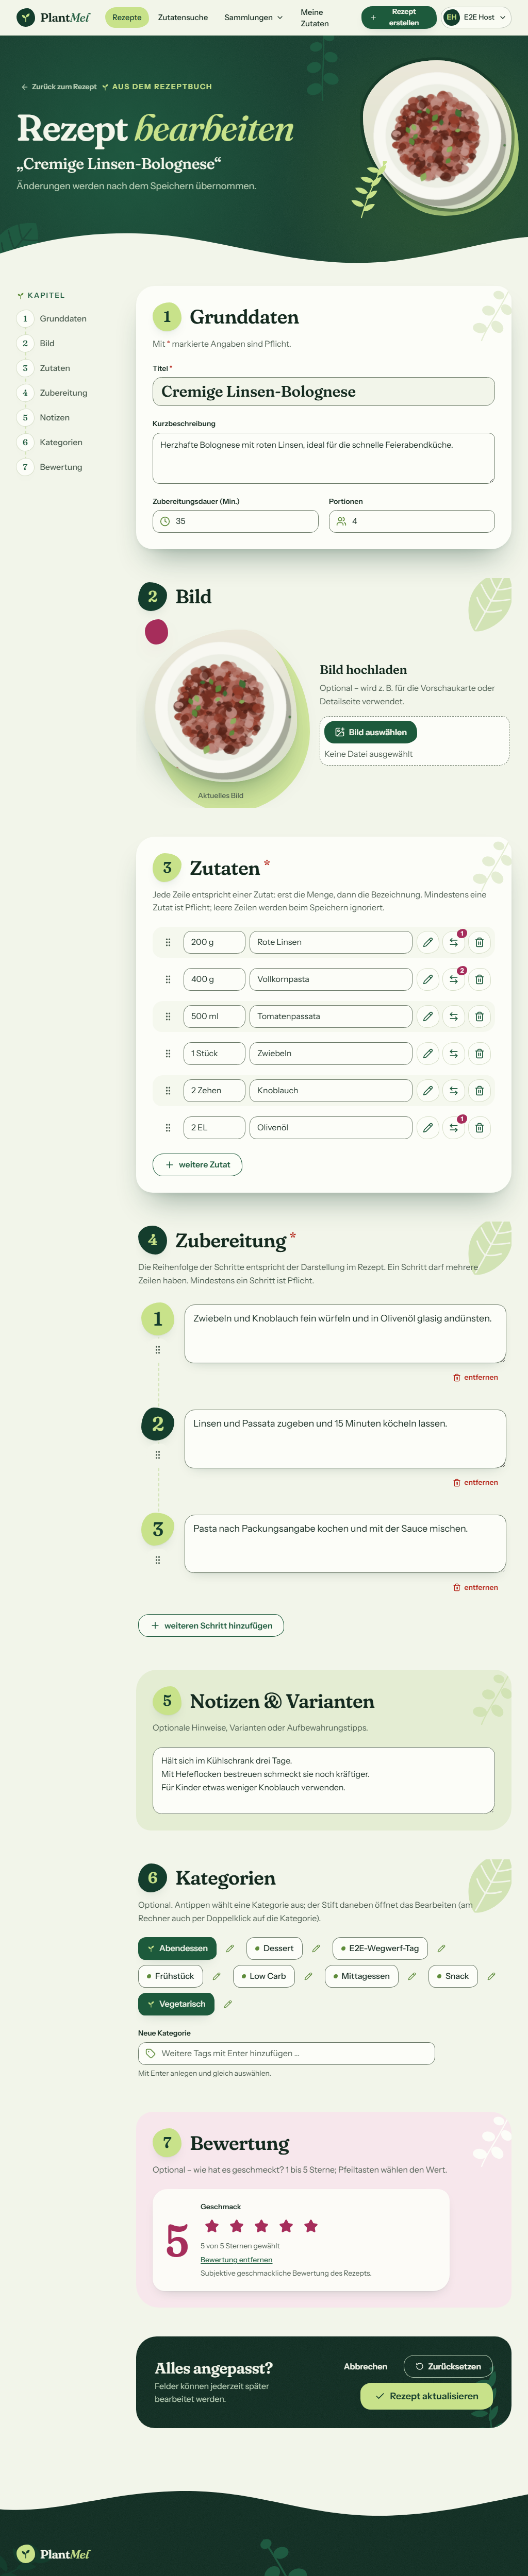 PlantMel
Rezepte
Zutatensuche
Sammlungen
Meine
Zutaten
Rezept
erstellen
EH
E2E Host
Zurück zum Rezept
AUS DEM REZEPTBUCH
Rezept bearbeiten
„Cremige Linsen-Bolognese“
Änderungen werden nach dem Speichern übernommen.
KAPITEL
1 Grunddaten
2 Bild
3 Zutaten
4 Zubereitung
5 Notizen
6 Kategorien
7 Bewertung
1 Grunddaten
Mit * markierte Angaben sind Pflicht.
Titel *
Cremige Linsen-Bolognese
Kurzbeschreibung
Herzhafte Bolognese mit roten Linsen, ideal für die schnelle Feierabendküche.
Zubereitungsdauer (Min.)
Portionen
35
4
2 Bild
Aktuelles Bild
Bild hochladen
Optional – wird z. B. für die Vorschaukarte oder
Detailseite verwendet.
Bild auswählen
Keine Datei ausgewählt
3 Zutaten *
Jede Zeile entspricht einer Zutat: erst die Menge, dann die Bezeichnung. Mindestens eine
Zutat ist Pflicht; leere Zeilen werden beim Speichern ignoriert.
200 g Rote Linsen 1
400 g Vollkornpasta 2
500 ml Tomatenpassata
1 Stück Zwiebeln
2 Zehen Knoblauch
2 EL Olivenöl 1
weitere Zutat
4 Zubereitung *
Die Reihenfolge der Schritte entspricht der Darstellung im Rezept. Ein Schritt darf mehrere
Zeilen haben. Mindestens ein Schritt ist Pflicht.
1
Zwiebeln und Knoblauch fein würfeln und in Olivenöl glasig andünsten.
entfernen
2
Linsen und Passata zugeben und 15 Minuten köcheln lassen.
entfernen
3
Pasta nach Packungsangabe kochen und mit der Sauce mischen.
entfernen
weiteren Schritt hinzufügen
5 Notizen & Varianten
Optionale Hinweise, Varianten oder Aufbewahrungstipps.
Hält sich im Kühlschrank drei Tage.
Mit Hefeflocken bestreuen schmeckt sie noch kräftiger.
Für Kinder etwas weniger Knoblauch verwenden.
6 Kategorien
Optional. Antippen wählt eine Kategorie aus; der Stift daneben öffnet das Bearbeiten (am
Rechner auch per Doppelklick auf die Kategorie).
Abendessen
Dessert
E2E-Wegwerf-Tag
Frühstück
Low Carb
Mittagessen
Snack
Vegetarisch
Neue Kategorie
Weitere Tags mit Enter hinzufügen ...
Mit Enter anlegen und gleich auswählen.
7 Bewertung
Optional – wie hat es geschmeckt? 1 bis 5 Sterne; Pfeiltasten wählen den Wert.
Geschmack
5
5 von 5 Sternen gewählt
Bewertung entfernen
Subjektive geschmackliche Bewertung des Rezepts.
Alles angepasst?
Felder können jederzeit später
bearbeitet werden.
Abbrechen
Zurücksetzen
Rezept aktualisieren
PlantMel